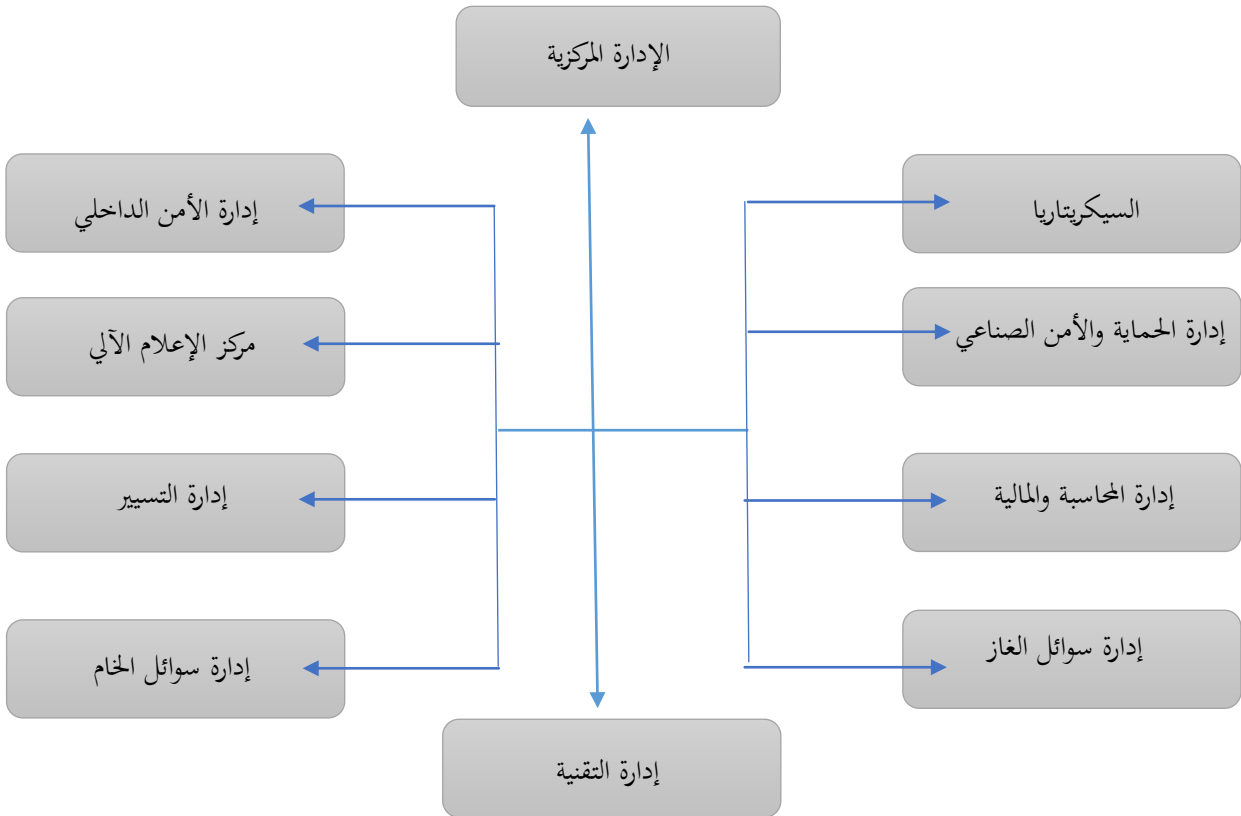 الإدارة المركزية
السيكريتاريا
إدارة الأمن الداخلي
إدارة الحماية والأمن الصناعي
مركز الإعلام الآلي
إدارة المحاسبة والمالية
إدارة التسيير
إدارة سوائل الغاز
إدارة سوائل الخام
إدارة التقنية